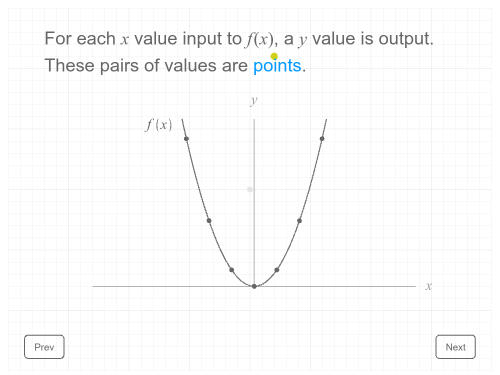 For each x value input to f(x), a y value is output.
These pairs of values are points.
y
f(x)
x
Prev
Next